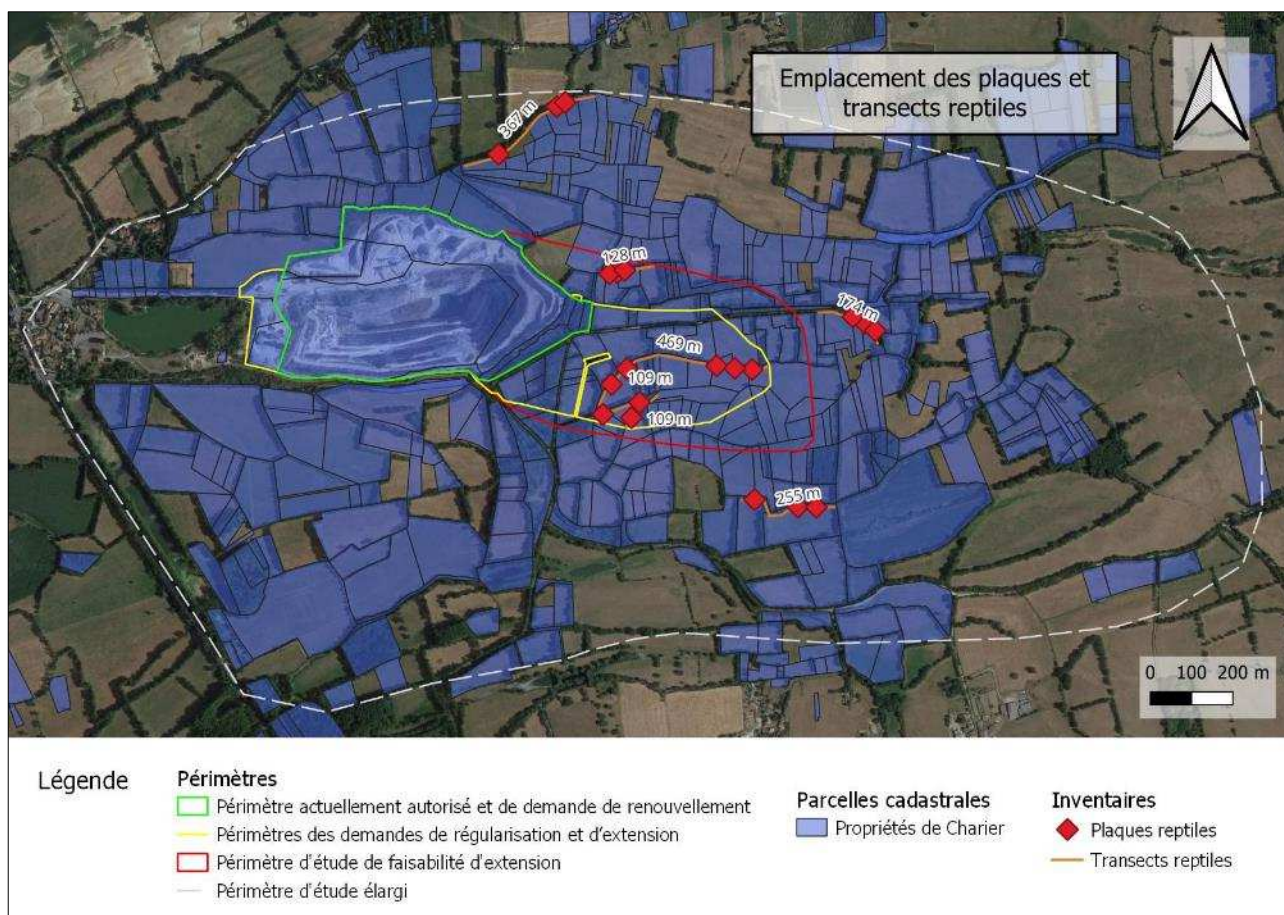 Emplacement des plaques et
transects reptiles
367 m
128 m
174 m
469 m
109 m
109 m
255 m
0 100 200 m
Légende
Périmètres
Périmètre actuellement autorisé et de demande de renouvellement
Périmètres des demandes de régularisation et d'extension
Périmètre d'étude de faisabilité d'extension
Périmètre d'étude élargi
Parcelles cadastrales
Propriétés de Charier
Inventaires
Plaques reptiles
Transects reptiles